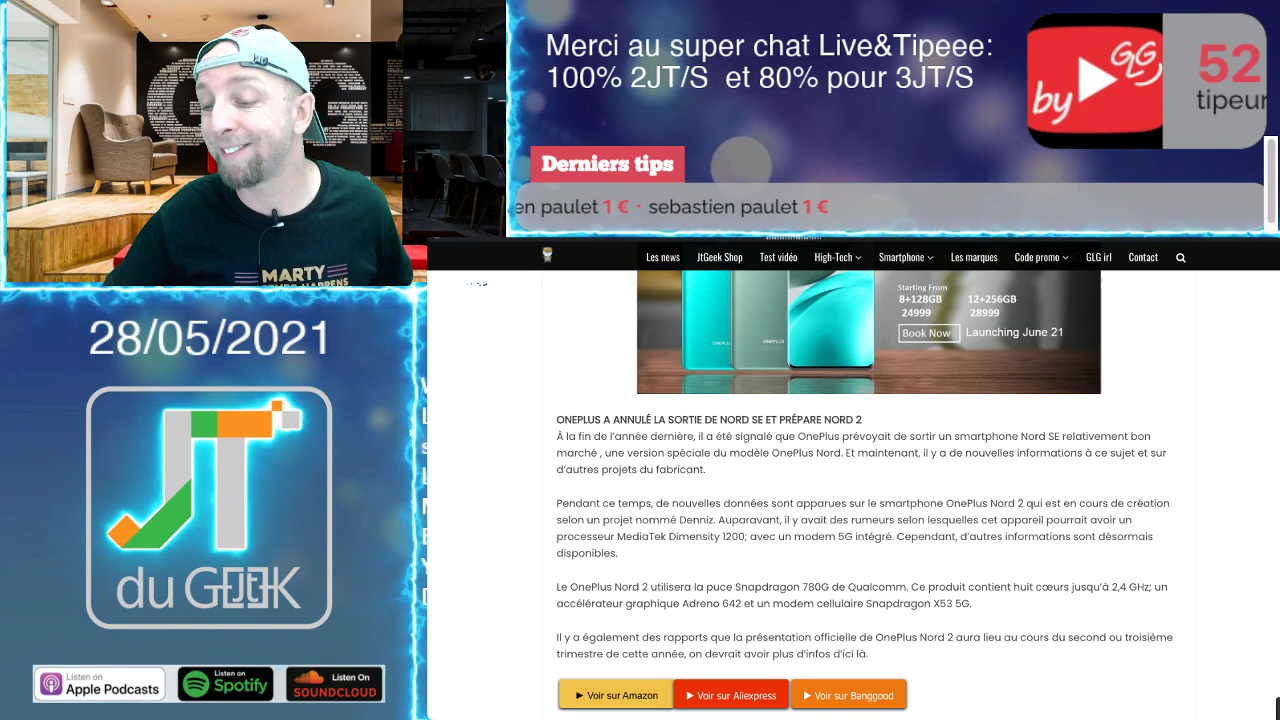 Merci au super chat Live&Tipeee:
100% 2JT/S et 80% pour 3JT/S
by GLG
52
tipeu
Derniers tips
en paulet 1 € · sebastien paulet 1 €
MARTY
Les news JtGeek Shop Test vidéo High-Tech Smartphone Les marques Code promo GLG irl Contact
28/05/2021
JT
du GEEK
Listen on
Apple Podcasts
Listen on
Spotify
Listen On
SOUNDCLOUD
Starting From
8+128GB 12+256GB
24999 28999
Book Now Launching June 21
ONEPLUS
ONEPLUS A ANNULÉ LA SORTIE DE NORD SE ET PRÉPARE NORD 2
À la fin de l'année dernière, il a été signalé que OnePlus prévoyait de sortir un smartphone Nord SE relativement bon
marché , une version spéciale du modèle OnePlus Nord. Et maintenant, il y a de nouvelles informations à ce sujet et sur
d'autres projets du fabricant.
Pendant ce temps, de nouvelles données sont apparues sur le smartphone OnePlus Nord 2 qui est en cours de création
selon un projet nommé Denniz. Auparavant, il y avait des rumeurs selon lesquelles cet appareil pourrait avoir un
processeur MediaTek Dimensity 1200; avec un modem 5G intégré. Cependant, d'autres informations sont désormais
disponibles.
Le OnePlus Nord 2 utilisera la puce Snapdragon 780G de Qualcomm. Ce produit contient huit cœurs jusqu'à 2,4 GHz; un
accélérateur graphique Adreno 642 et un modem cellulaire Snapdragon X53 5G.
Il y a également des rapports que la présentation officielle de OnePlus Nord 2 aura lieu au cours du second ou troisième
trimestre de cette année, on devrait avoir plus d'infos d'ici là.
► Voir sur Amazon ► Voir sur Aliexpress ► Voir sur Banggood